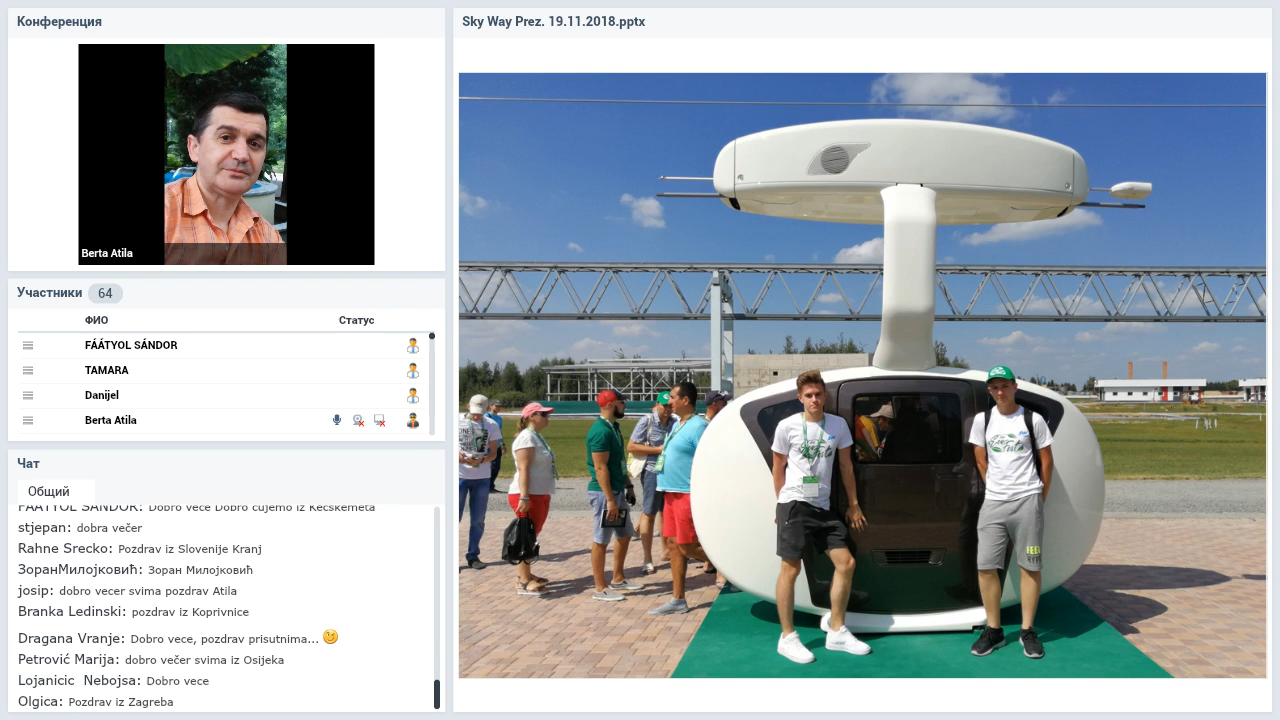 Конференция
Berta Atila
Участники 64
ФИО Статус
FÁÁTYOL SÁNDOR
TAMARA
Danijel
Berta Atila
Чат
Общий
FÁÁTYOL SÁNDOR: Dobro veče Dobro čujemo iz Kecskeméta
stjepan: dobra večer
Rahne Srecko: Pozdrav iz Slovenije Kranj
ЗоранМилојковић: Зоран Милојковић
josip: dobro vecer svima pozdrav Atila
Branka Ledinski: pozdrav iz Koprivnice
Dragana Vranje: Dobro vece, pozdrav prisutnima...
Petrović Marija: dobro večer svima iz Osijeka
Lojanicic Nebojsa: Dobro vece
Olgica: Pozdrav iz Zagreba
Sky Way Prez. 19.11.2018.pptx